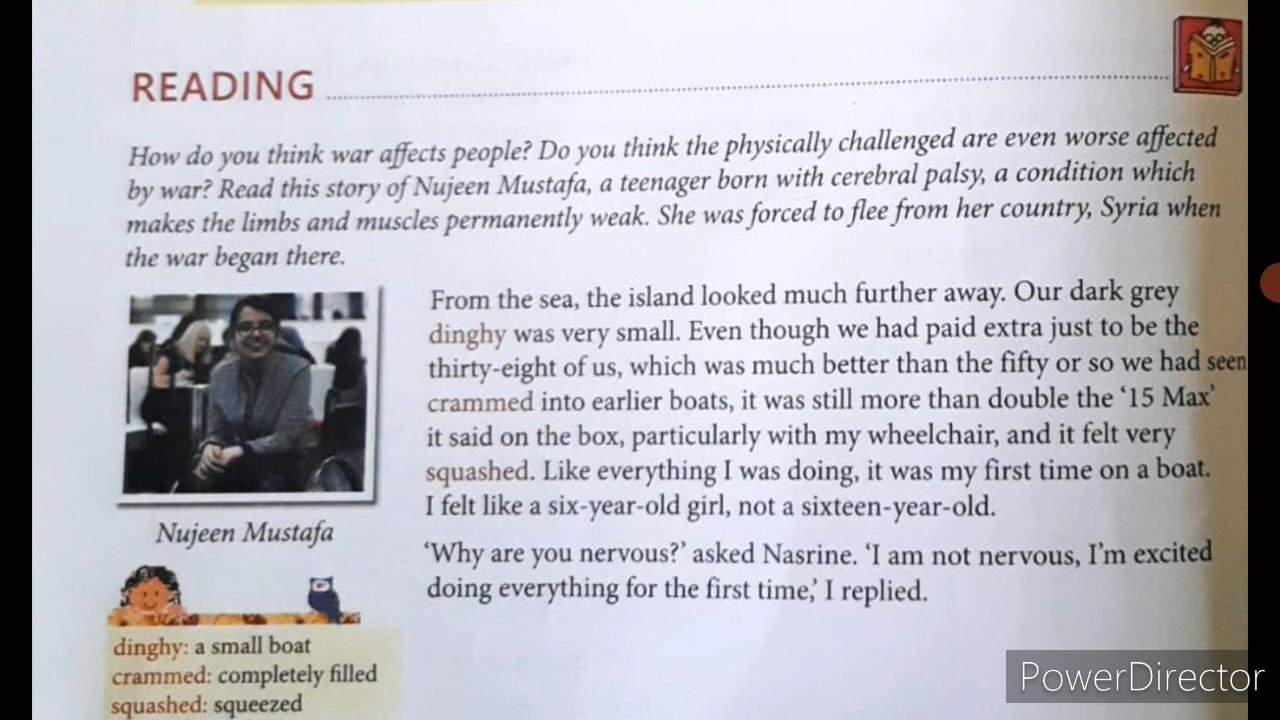 READING
How do you think war affects people? Do you think the physically challenged are even worse affected
by war? Read this story of Nujeen Mustafa, a teenager born with cerebral palsy, a condition which
makes the limbs and muscles permanently weak. She was forced to flee from her country, Syria when
the war began there.
From the sea, the island looked much further away. Our dark grey
dinghy was very small. Even though we had paid extra just to be the
thirty-eight of us, which was much better than the fifty or so we had seen
crammed into earlier boats, it was still more than double the ‘15 Max’
it said on the box, particularly with my wheelchair, and it felt very
squashed. Like everything I was doing, it was my first time on a boat.
I felt like a six-year-old girl, not a sixteen-year-old.
‘Why are you nervous?’ asked Nasrine. ‘I am not nervous, I’m excited
doing everything for the first time,’ I replied.
Nujeen Mustafa
dinghy: a small boat
crammed: completely filled
squashed: squeezed
PowerDirector